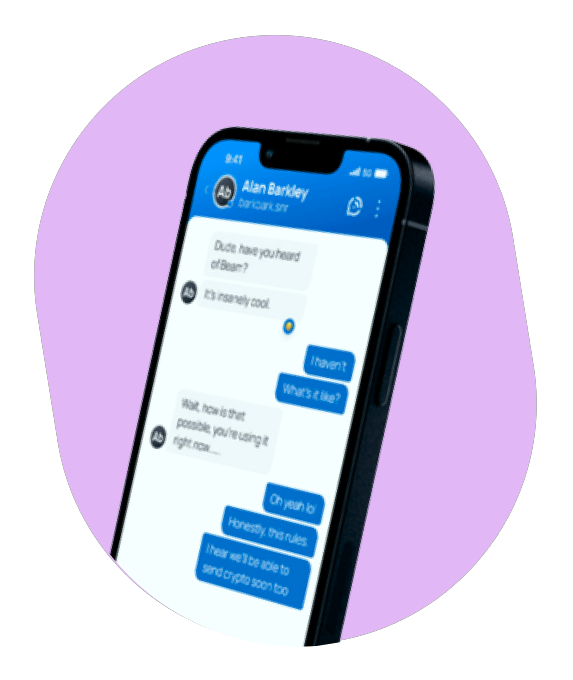 9:41
5G
Ab
Alan Barkley
barkbark.snr
Dude, have you heard
of Beam?
Ab
It's insanely cool.
I haven't
What's it like?
Wait, how is that
possible, you're using it
right now.....
Ab
Oh yeah lol
Honestly, this rules.
I hear we'll be able to
send crypto soon too